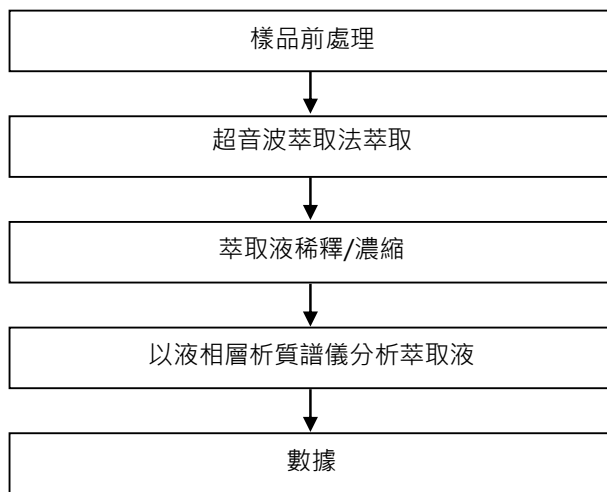 樣品前處理
超音波萃取法萃取
萃取液稀釋/濃縮
以液相層析質譜儀分析萃取液
數據